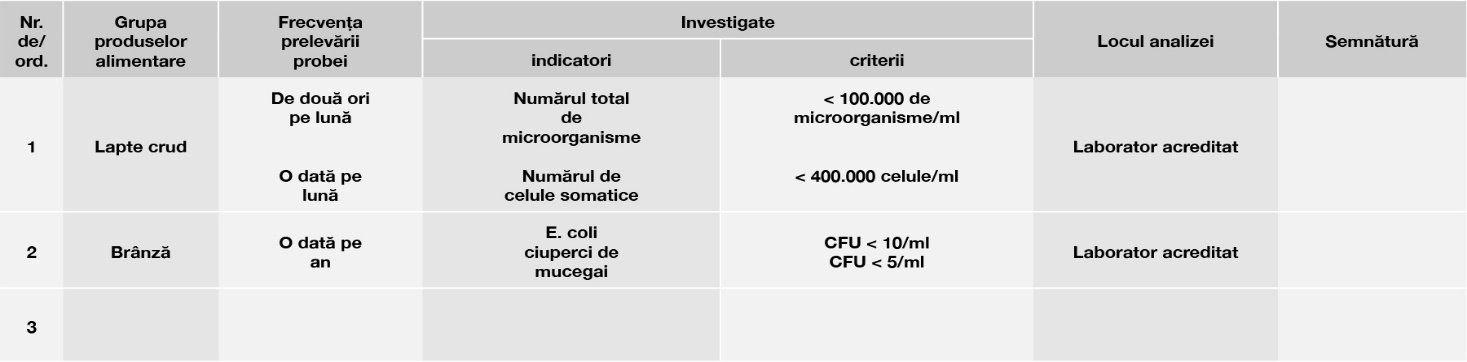 Nr.
de/
ord.
Grupa
produselor
alimentare
Frecvența
prelevării
probei
Investigate
indicatori
criterii
Locul analizei
Semnătură
1
Lapte crud
De două ori
pe lună
Numărul total
de
microorganisme
< 100.000 de
microorganisme/ml
O dată pe
lună
Numărul de
celule somatice
< 400.000 celule/ml
Laborator acreditat
2
Brânză
O dată pe
an
E. coli
ciuperci de
mucegai
CFU < 10/ml
CFU < 5/ml
Laborator acreditat
3